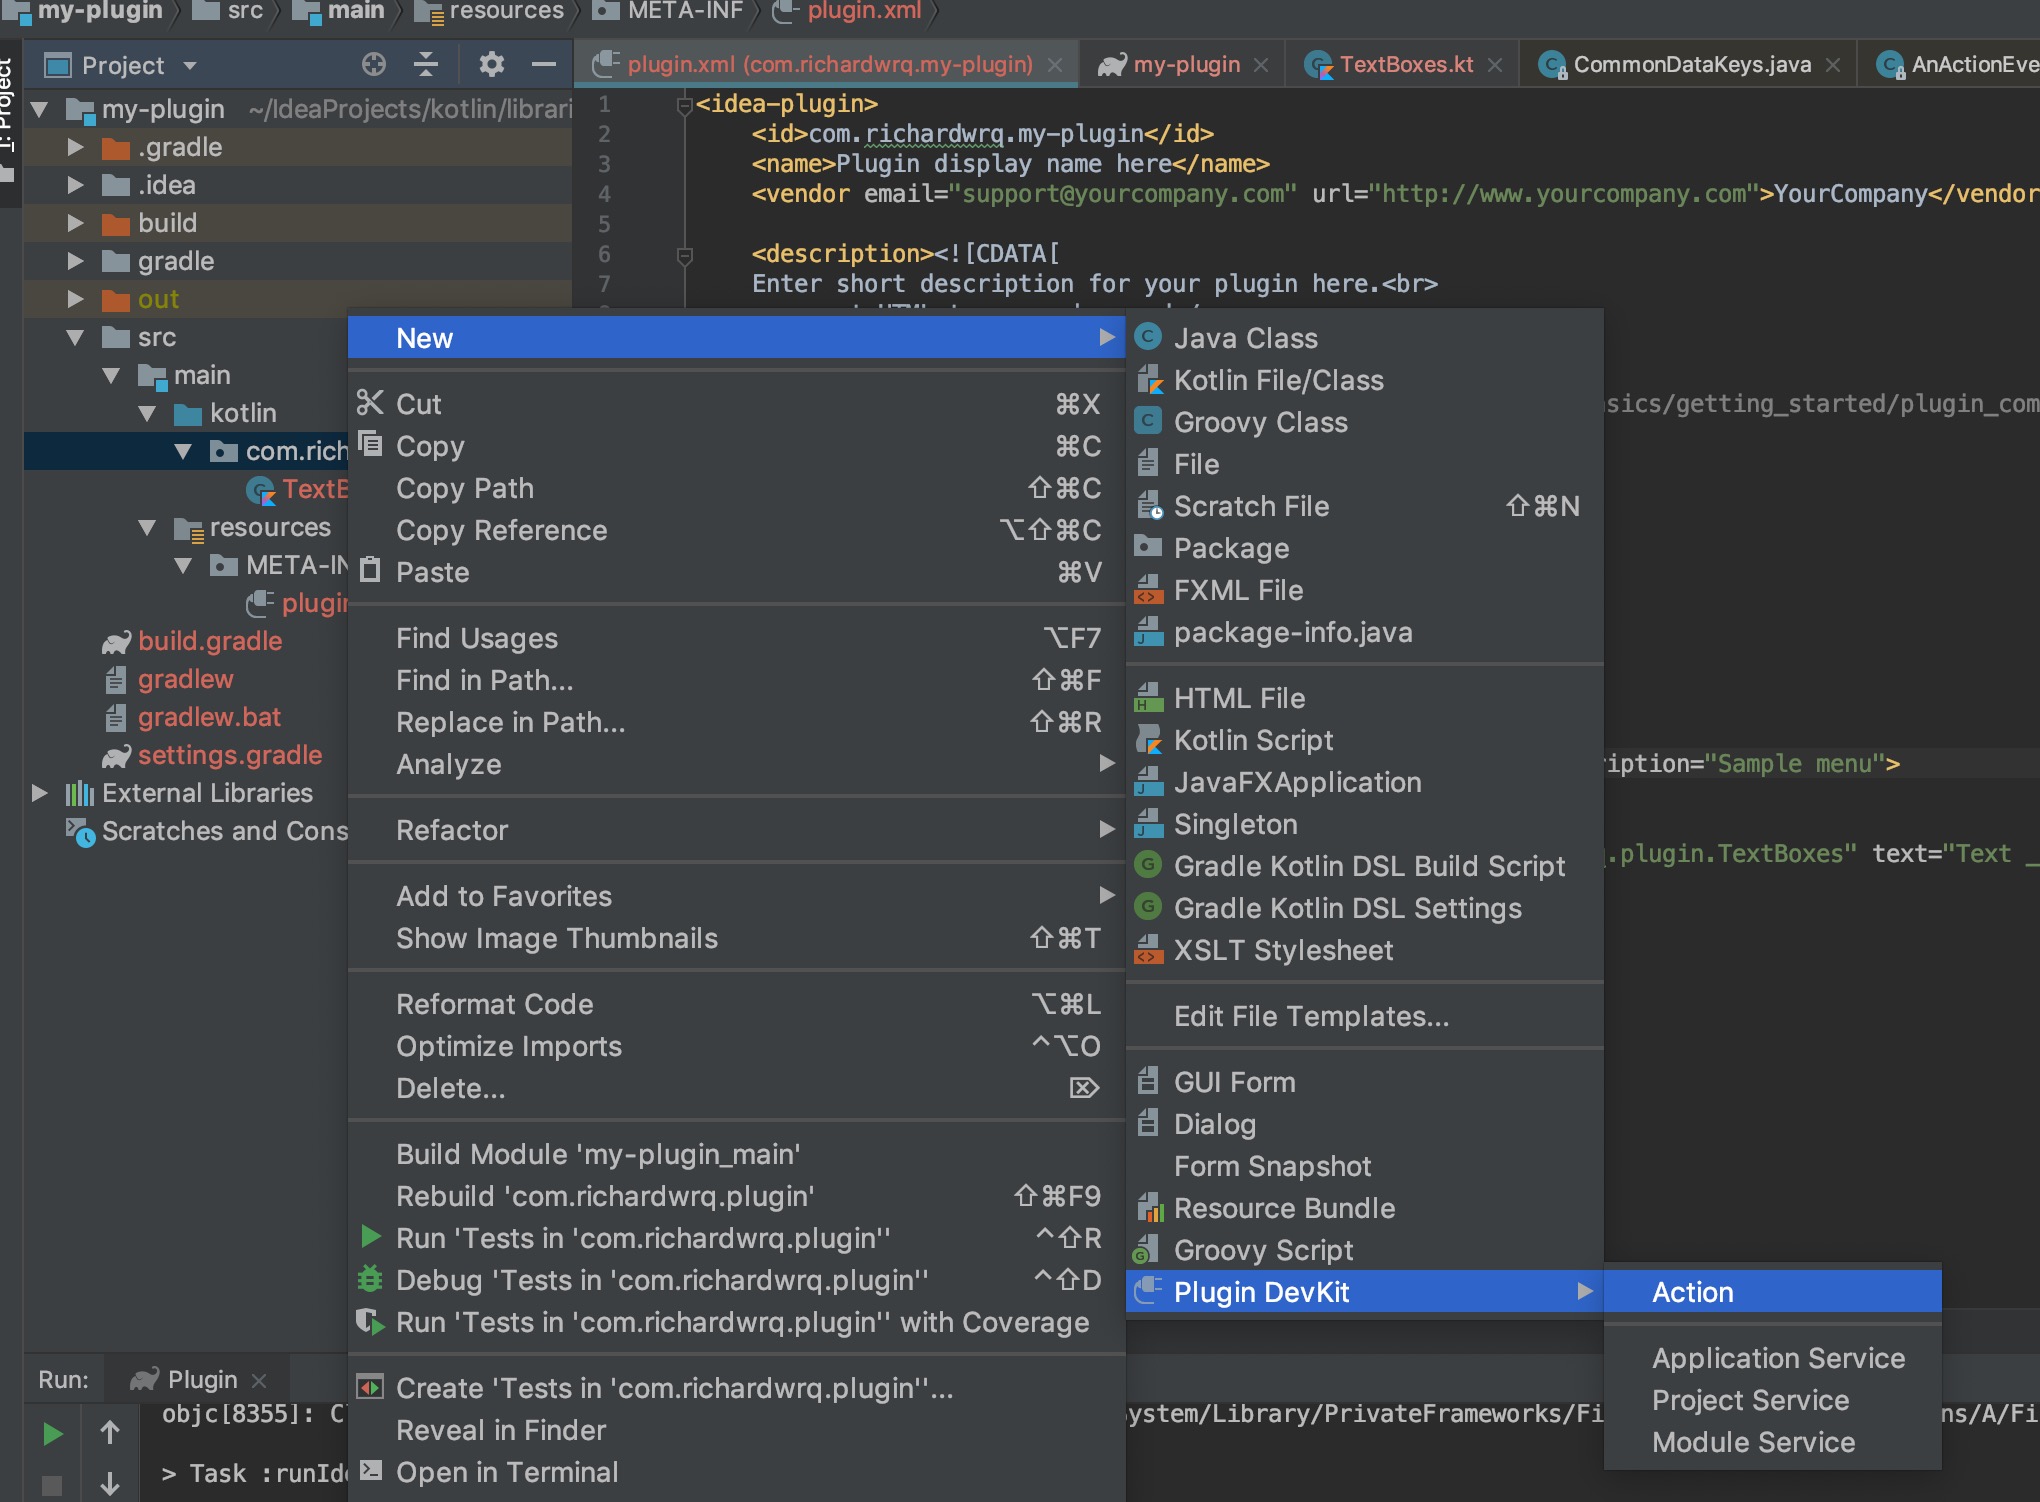 my-plugin src main resources META-INF plugin.xml
1: Project
Project
plugin.xml (com.richardwrq.my-plugin) my-plugin TextBoxes.kt CommonDataKeys.java AnActionEve
my-plugin ~/IdeaProjects/kotlin/librari
.gradle
.idea
build
gradle
out
src
main
kotlin
com.rich
TextB
resources
META-IN
plugin
build.gradle
gradlew
gradlew.bat
settings.gradle
External Libraries
Scratches and Cons
1 <idea-plugin>
2 <id>com.richardwrq.my-plugin</id>
3 <name>Plugin display name here</name>
4 <vendor email="support@yourcompany.com" url="http://www.yourcompany.com">YourCompany</vendor
5
6 <description><![CDATA[
7 Enter short description for your plugin here.<br>
sics/getting_started/plugin_com
iption="Sample menu">
.plugin.TextBoxes" text="Text _
New
Cut ⌘X
Copy ⌘C
Copy Path ⇧⌘C
Copy Reference ⌥⇧⌘C
Paste ⌘V
Find Usages ⌥F7
Find in Path... ⇧⌘F
Replace in Path... ⇧⌘R
Analyze
Refactor
Add to Favorites
Show Image Thumbnails ⇧⌘T
Reformat Code ⌥⌘L
Optimize Imports ^⌥O
Delete... ⌦
Build Module 'my-plugin_main'
Rebuild 'com.richardwrq.plugin' ⇧⌘F9
Run 'Tests in 'com.richardwrq.plugin'' ^⇧R
Debug 'Tests in 'com.richardwrq.plugin'' ^⇧D
Run 'Tests in 'com.richardwrq.plugin'' with Coverage
Create 'Tests in 'com.richardwrq.plugin''...
Reveal in Finder
Open in Terminal
Java Class
Kotlin File/Class
Groovy Class
File
Scratch File ⇧⌘N
Package
FXML File
package-info.java
HTML File
Kotlin Script
JavaFXApplication
Singleton
Gradle Kotlin DSL Build Script
Gradle Kotlin DSL Settings
XSLT Stylesheet
Edit File Templates...
GUI Form
Dialog
Form Snapshot
Resource Bundle
Groovy Script
Plugin DevKit
Action
Application Service
Project Service
Module Service
Run: Plugin
objc[8355]: C ystem/Library/PrivateFrameworks/Fi ns/A/Fi
> Task :runIde